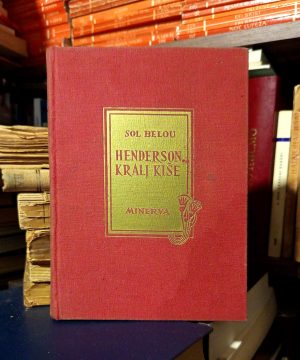 SOL BELOU
HENDERSON,
KRALJ KIŠE
MINERVA